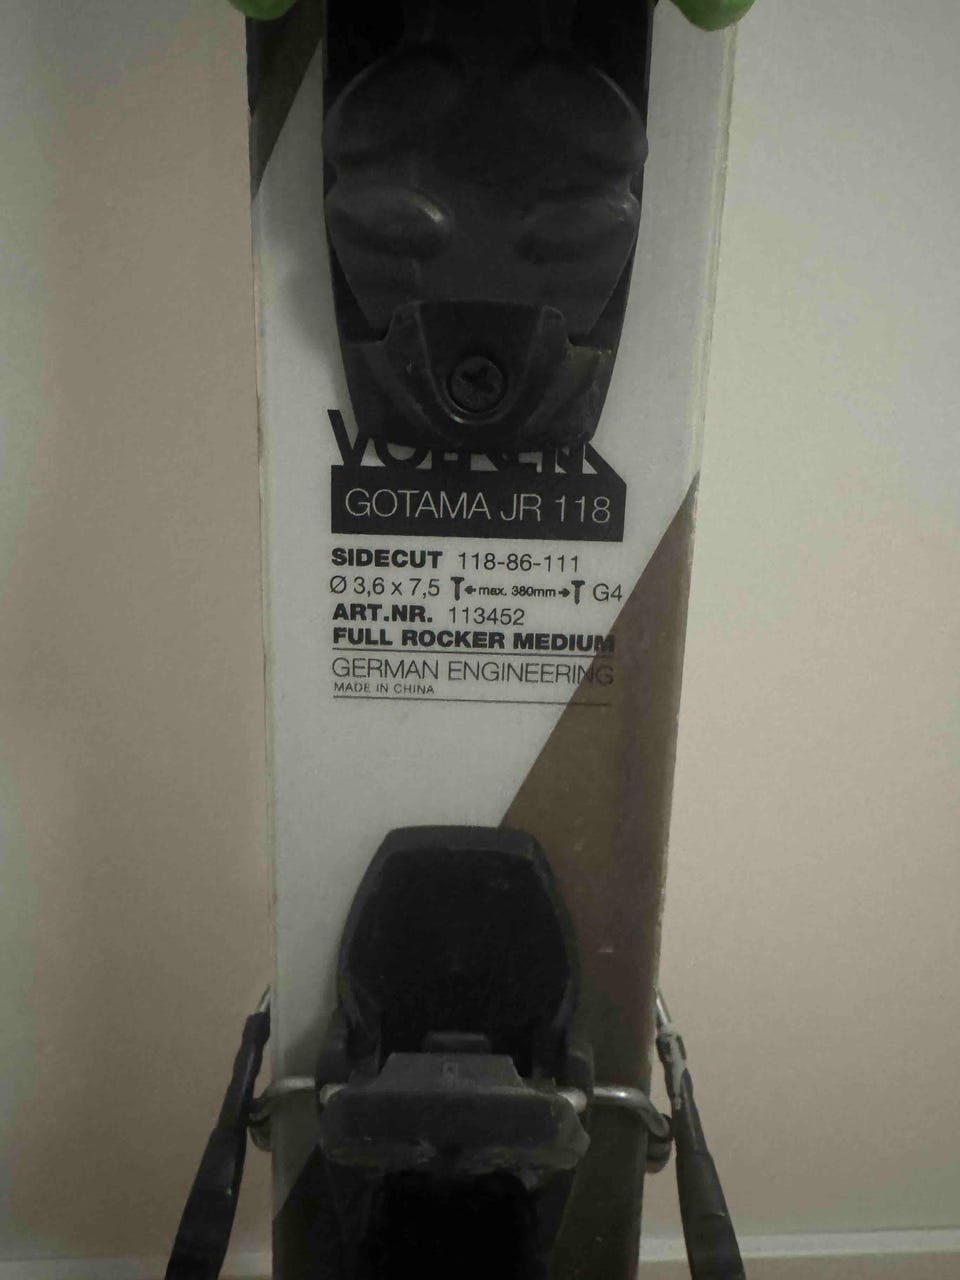 VOLKL
GOTAMA JR 118
SIDECUT 118-86-111
Ø 3,6 x 7,5 max. 380mm G4
ART.NR. 113452
FULL ROCKER MEDIUM
GERMAN ENGINEERING
MADE IN CHINA